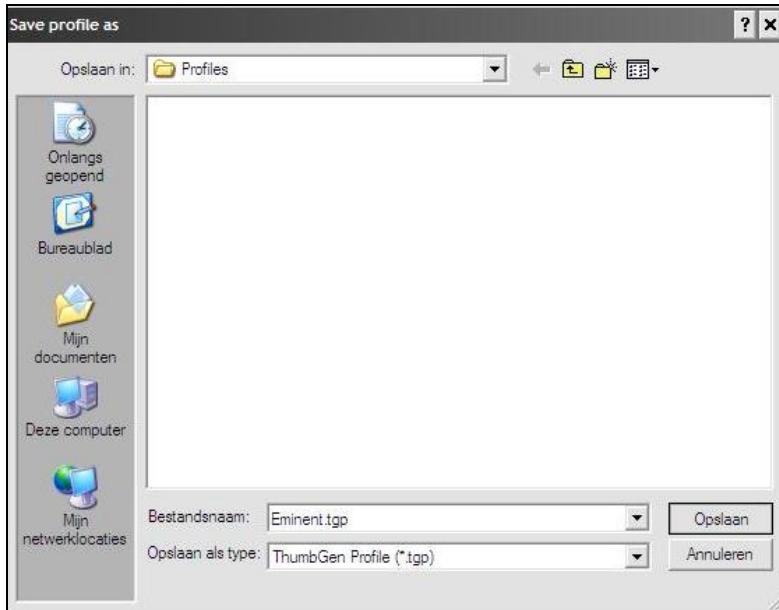 Save profile as
Opslaan in:
Profiles
Onlangs
geopend
Bureaublad
Mijn
documenten
Deze computer
Mijn
netwerklocaties
Bestandsnaam:
Eminent.tgp
Opslaan
Opslaan als type:
ThumbGen Profile (*.tgp)
Annuleren